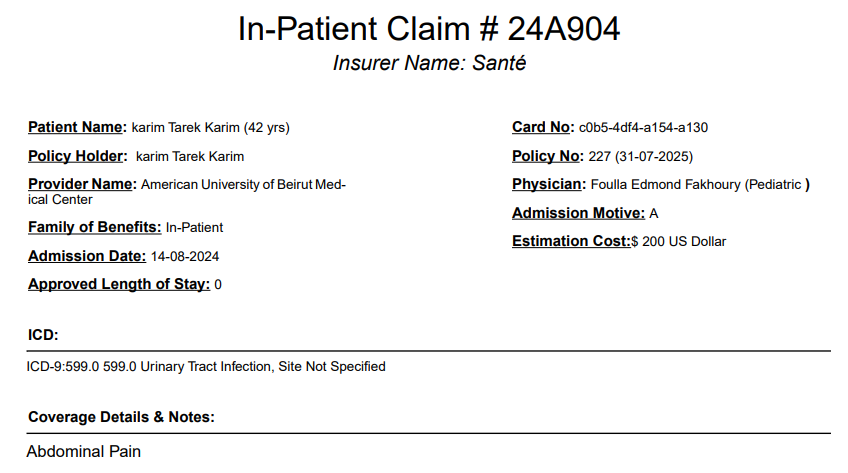 In-Patient Claim # 24A904
Insurer Name: Santé
Patient Name: karim Tarek Karim (42 yrs)
Policy Holder: karim Tarek Karim
Provider Name: American University of Beirut Med-
ical Center
Family of Benefits: In-Patient
Admission Date: 14-08-2024
Approved Length of Stay: 0
Card No: c0b5-4df4-a154-a130
Policy No: 227 (31-07-2025)
Physician: Foulla Edmond Fakhoury (Pediatric )
Admission Motive: A
Estimation Cost:$ 200 US Dollar
ICD:
ICD-9:599.0 599.0 Urinary Tract Infection, Site Not Specified
Coverage Details & Notes:
Abdominal Pain